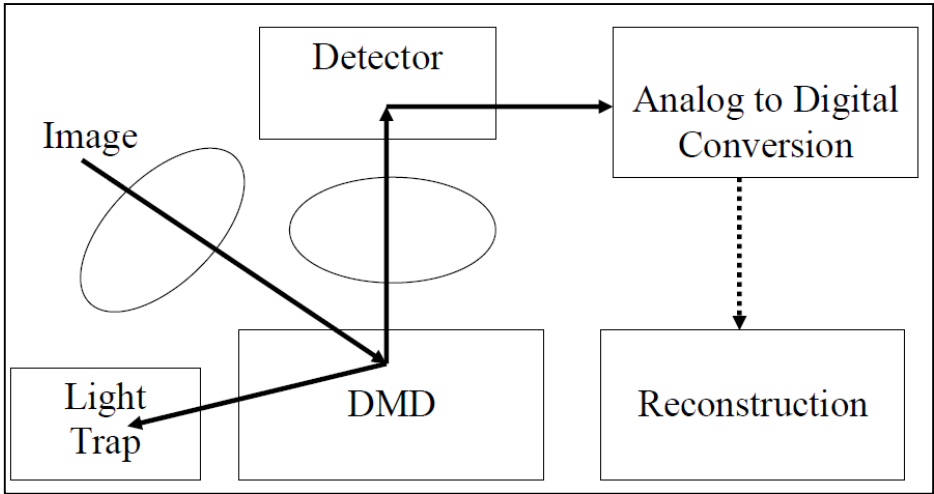 Detector
Analog to Digital
Conversion
Image
Light
Trap
DMD
Reconstruction